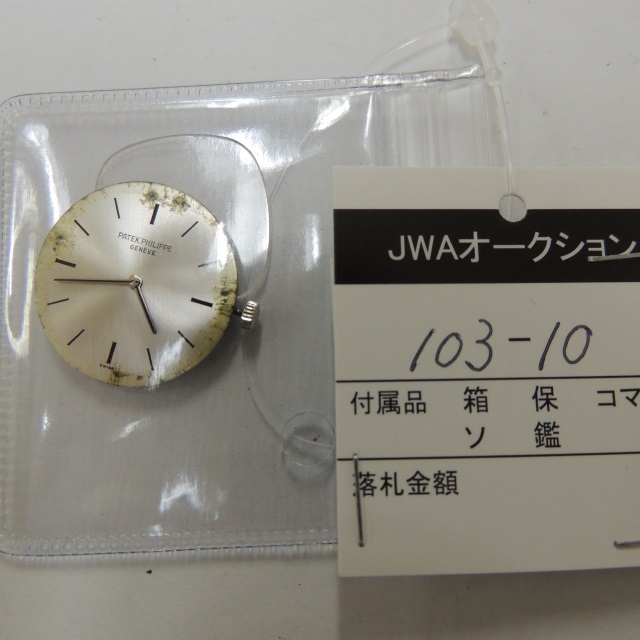 PATEK PHILIPPE
GENEVE
JWAオークション
103-10
付属品 箱 保 コマ
ソ 鑑
落札金額